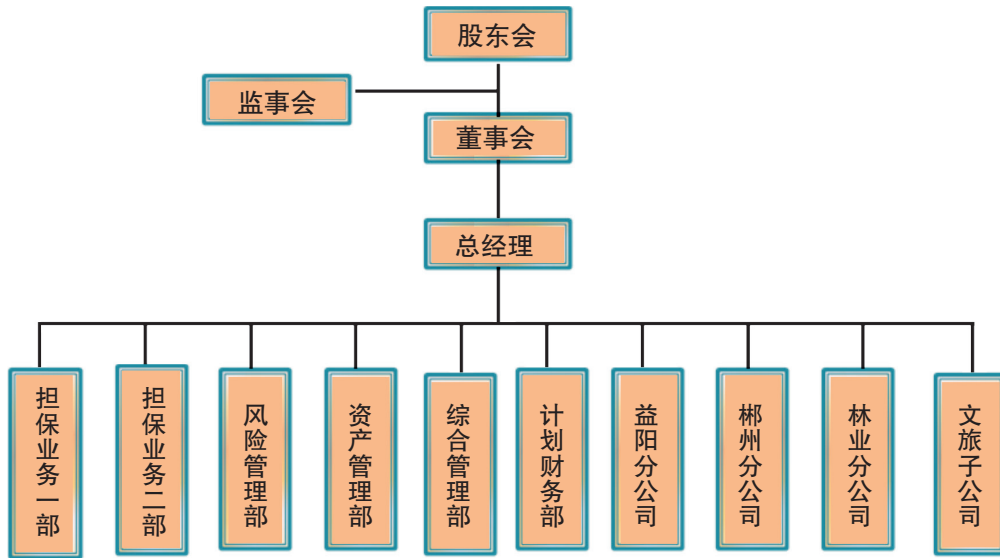 股东会
监事会
董事会
总经理
担保业务一部
担保业务二部
风险管理部
资产管理部
综合管理部
计划财务部
益阳分公司
郴州分公司
林业分公司
文旅子公司